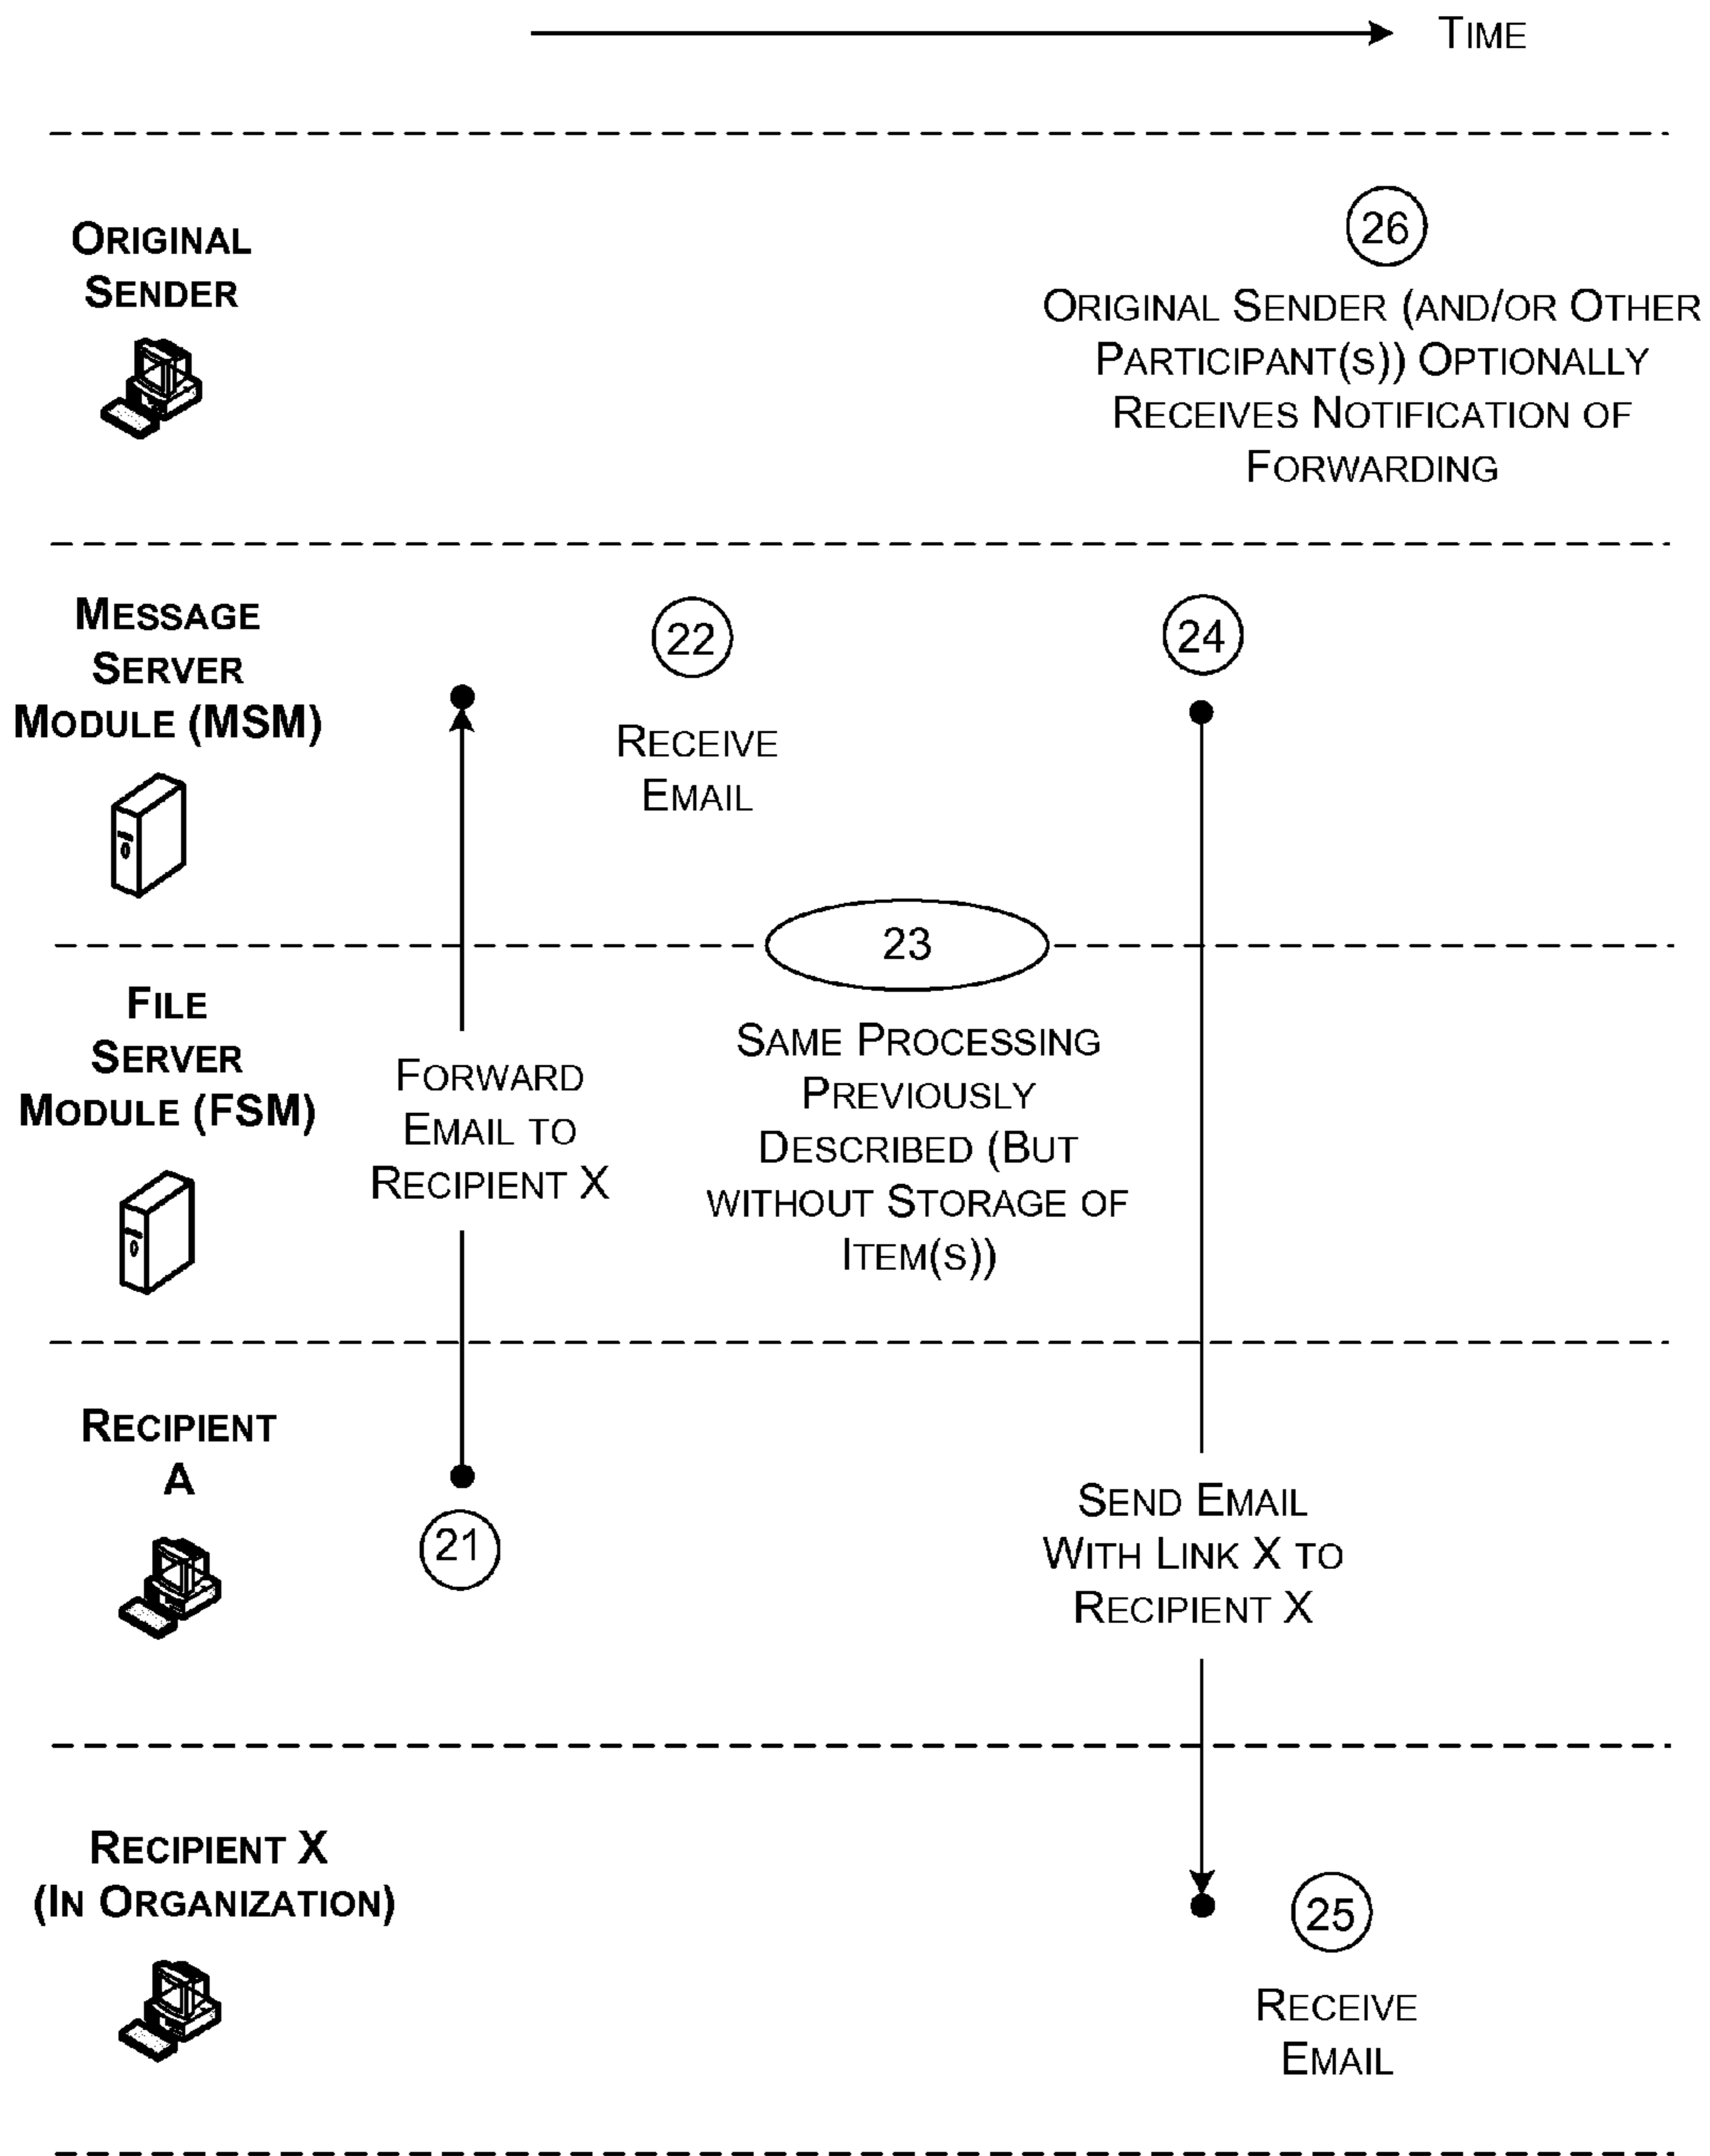 TIME
ORIGINAL
SENDER
26
ORIGINAL SENDER (AND/OR OTHER
PARTICIPANT(S)) OPTIONALLY
RECEIVES NOTIFICATION OF
FORWARDING
MESSAGE
SERVER
MODULE (MSM)
22
RECEIVE
EMAIL
24
23
FILE
SERVER
MODULE (FSM)
FORWARD
EMAIL TO
RECIPIENT X
SAME PROCESSING
PREVIOUSLY
DESCRIBED (BUT
WITHOUT STORAGE OF
ITEM(S))
RECIPIENT
A
21
SEND EMAIL
WITH LINK X TO
RECIPIENT X
RECIPIENT X
(IN ORGANIZATION)
25
RECEIVE
EMAIL